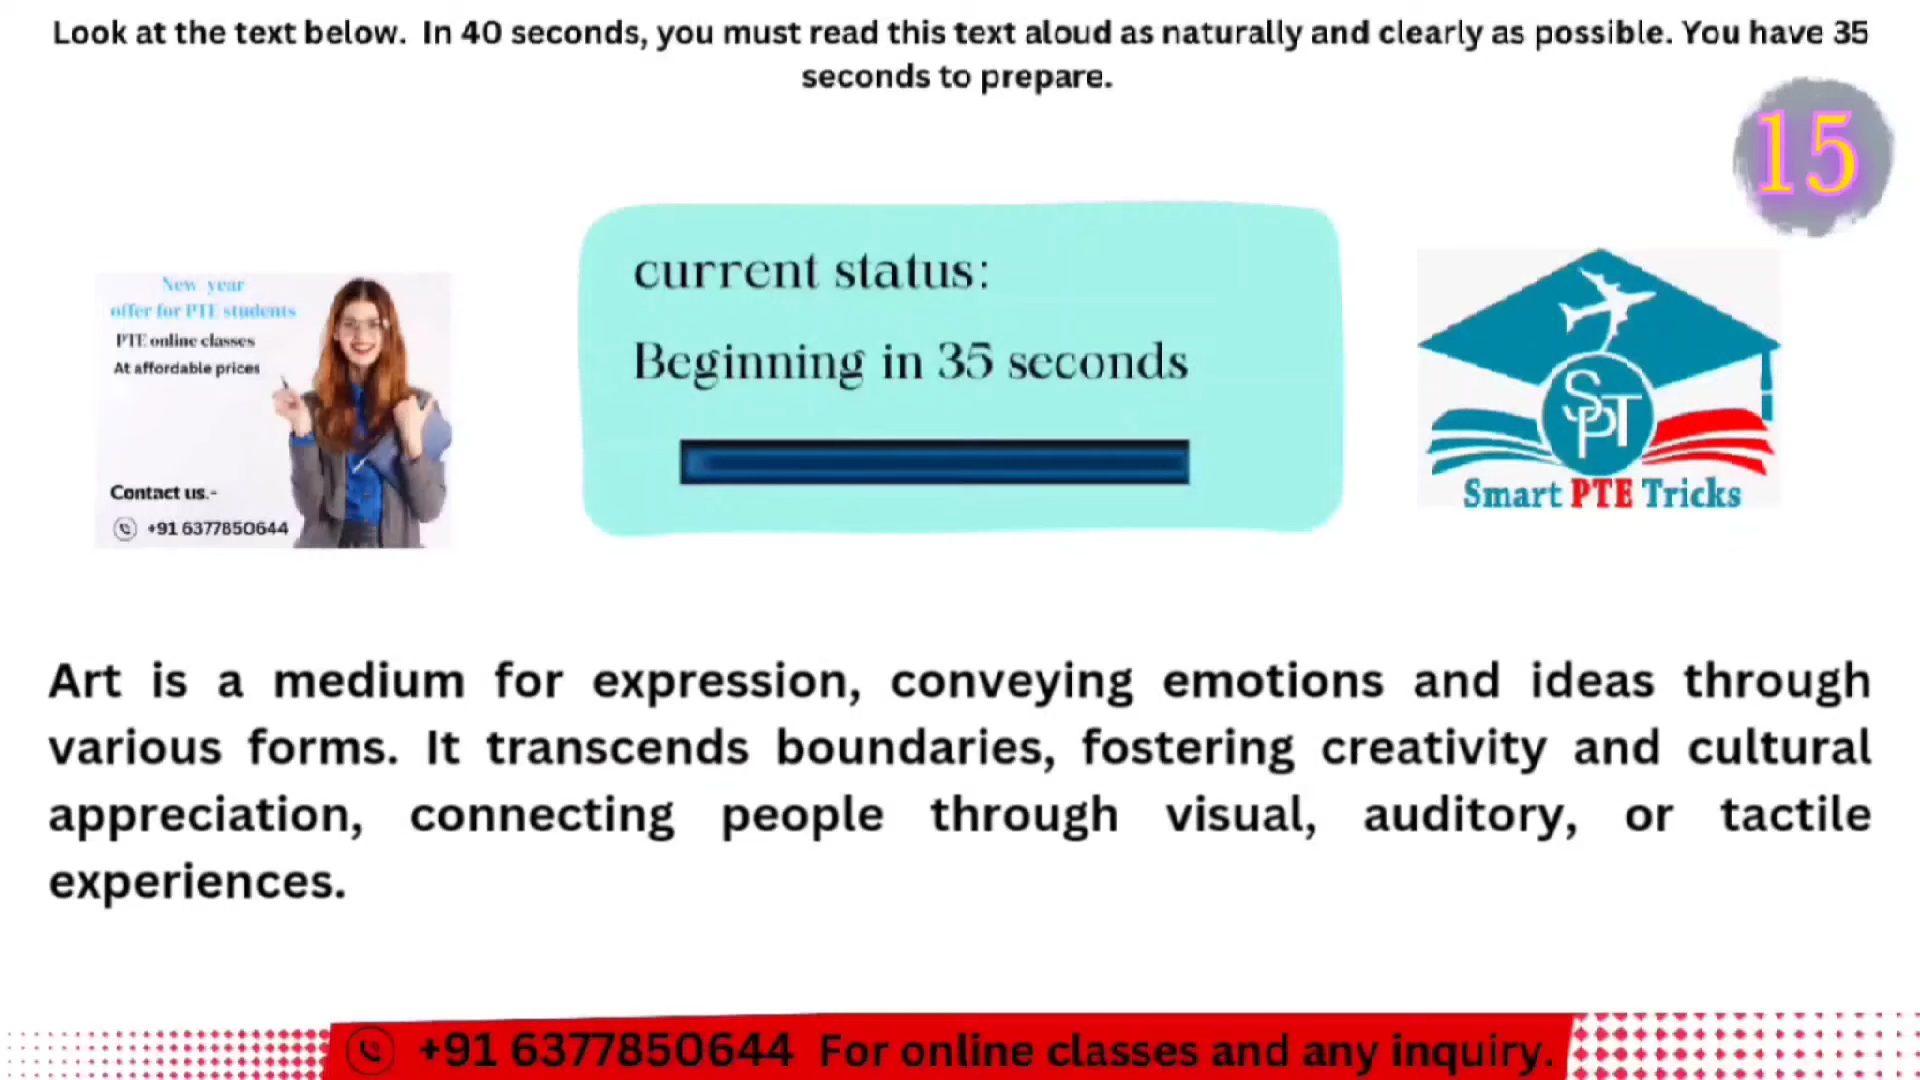 Look at the text below. In 40 seconds, you must read this text aloud as naturally and clearly as possible. You have 35
seconds to prepare.
15
New year
offer for PTE students
PTE online classes
At affordable prices
Contact us.-
+91 6377850644
current status:
Beginning in 35 seconds
SPT
Smart PTE Tricks
Art is a medium for expression, conveying emotions and ideas through
various forms. It transcends boundaries, fostering creativity and cultural
appreciation, connecting people through visual, auditory, or tactile
experiences.
+91 6377850644 For online classes and any inquiry.